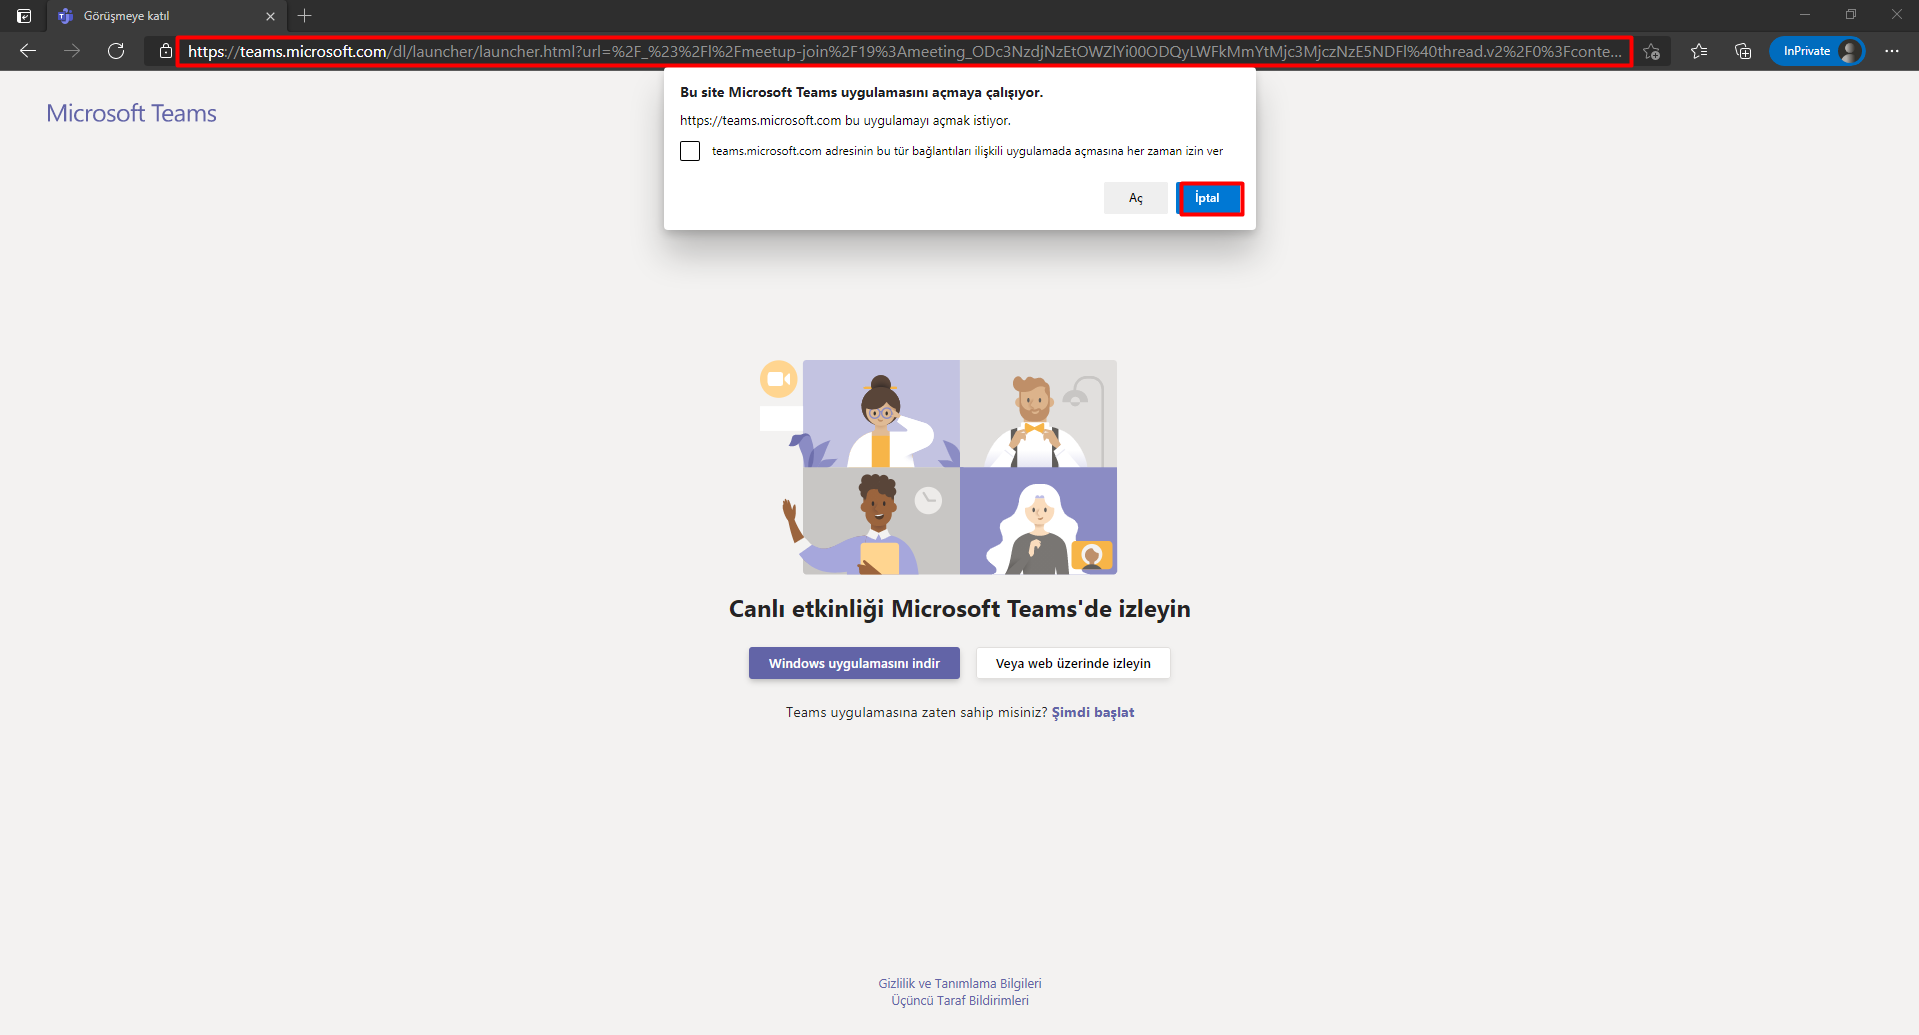 Görüşmeye katıl
https://teams.microsoft.com/dl/launcher/launcher.html?url=%2F_%23%2Fl%2Fmeetup-join%2F19%3Ameeting_ODc3NzdjNzEtOWZlYi00ODQyLWFkMmYtMjc3MjczNzE5NDFl%40thread.v2%2F0%3Fconte...
InPrivate
Microsoft Teams
Bu site Microsoft Teams uygulamasını açmaya çalışıyor.
https://teams.microsoft.com bu uygulamayı açmak istiyor.
teams.microsoft.com adresinin bu tür bağlantıları ilişkili uygulamada açmasına her zaman izin ver
Aç
İptal
Canlı etkinliği Microsoft Teams'de izleyin
Windows uygulamasını indir
Veya web üzerinde izleyin
Teams uygulamasına zaten sahip misiniz? Şimdi başlat
Gizlilik ve Tanımlama Bilgileri
Üçüncü Taraf Bildirimleri